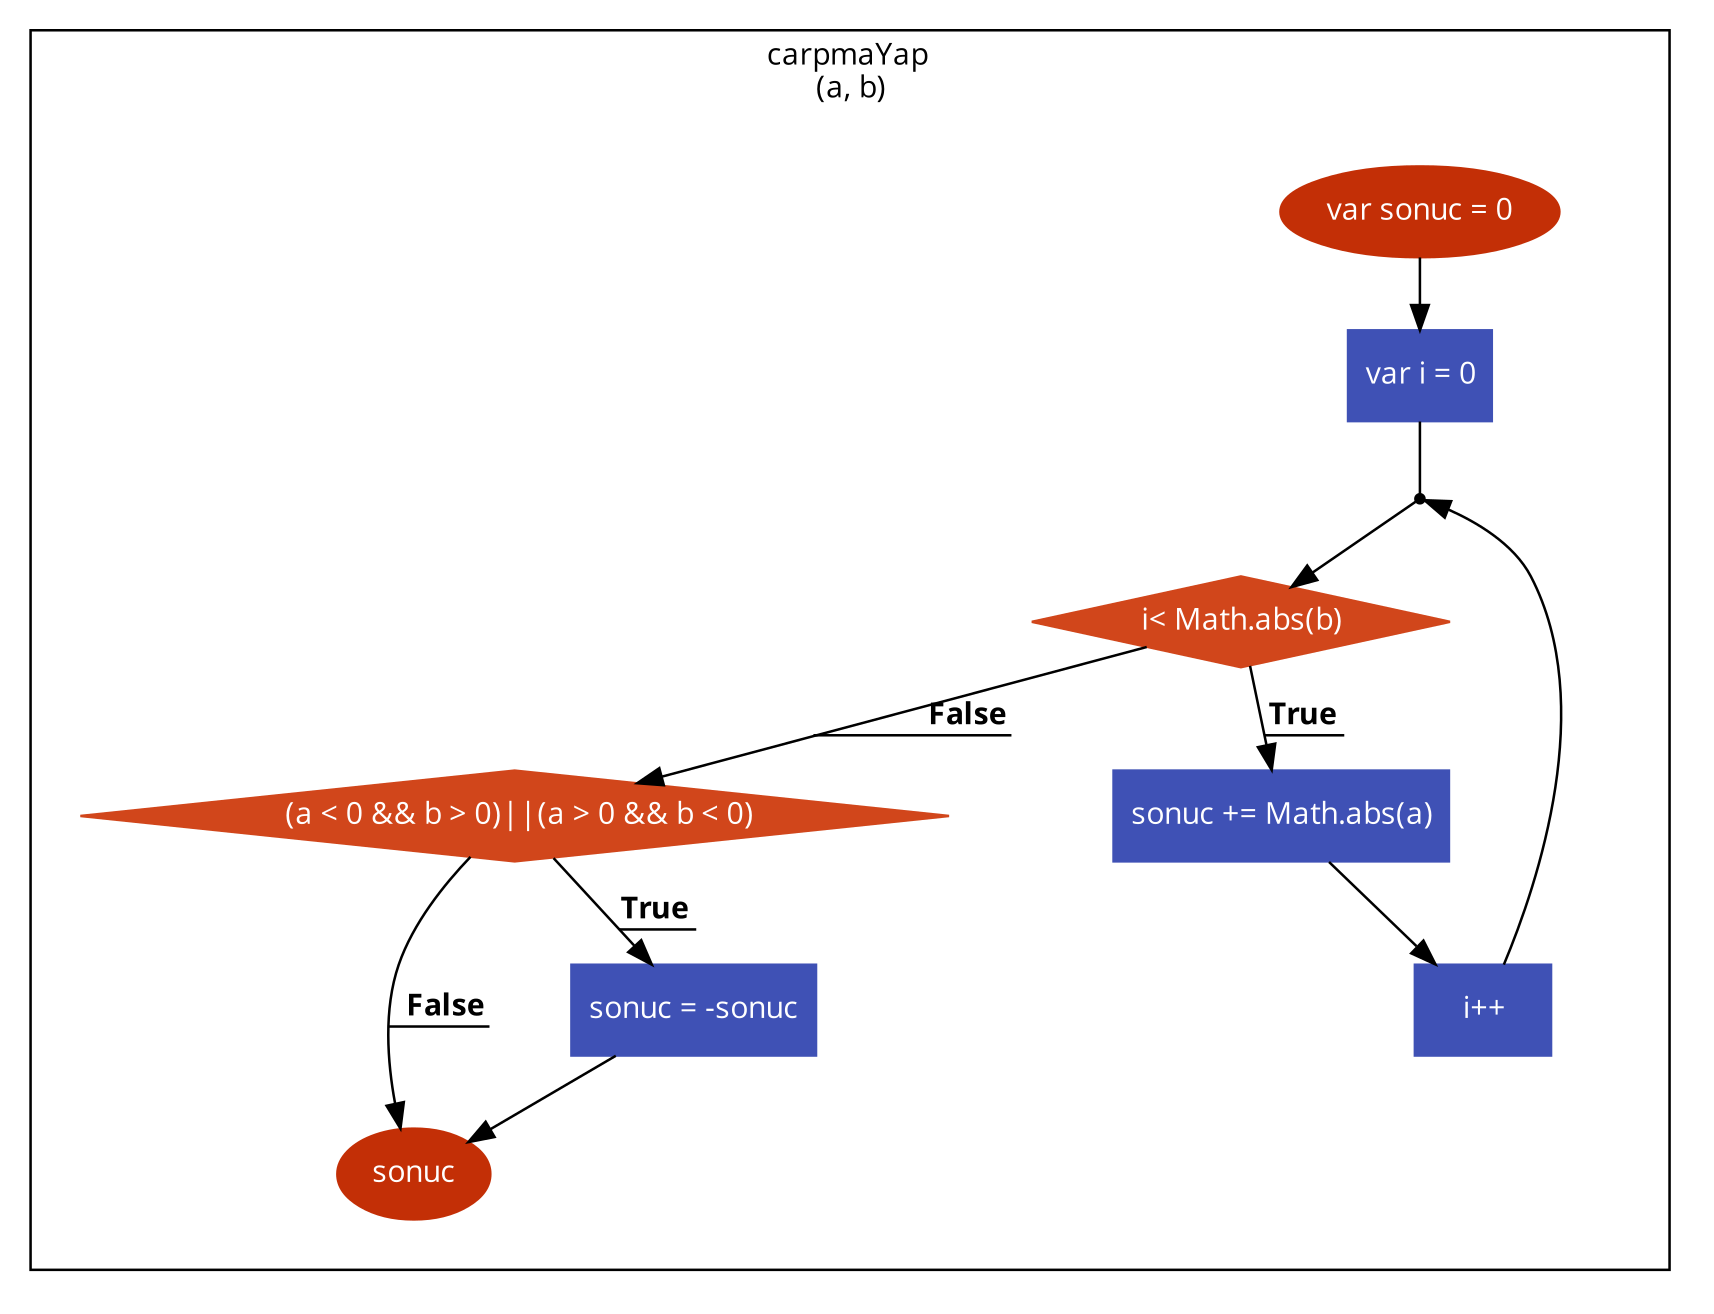 carpmaYap
(a, b)
var sonuc = 0
var i = 0
i< Math.abs(b)
False
True
(a < 0 && b > 0)||(a > 0 && b < 0)
sonuc += Math.abs(a)
True
False
sonuc = -sonuc
i++
sonuc